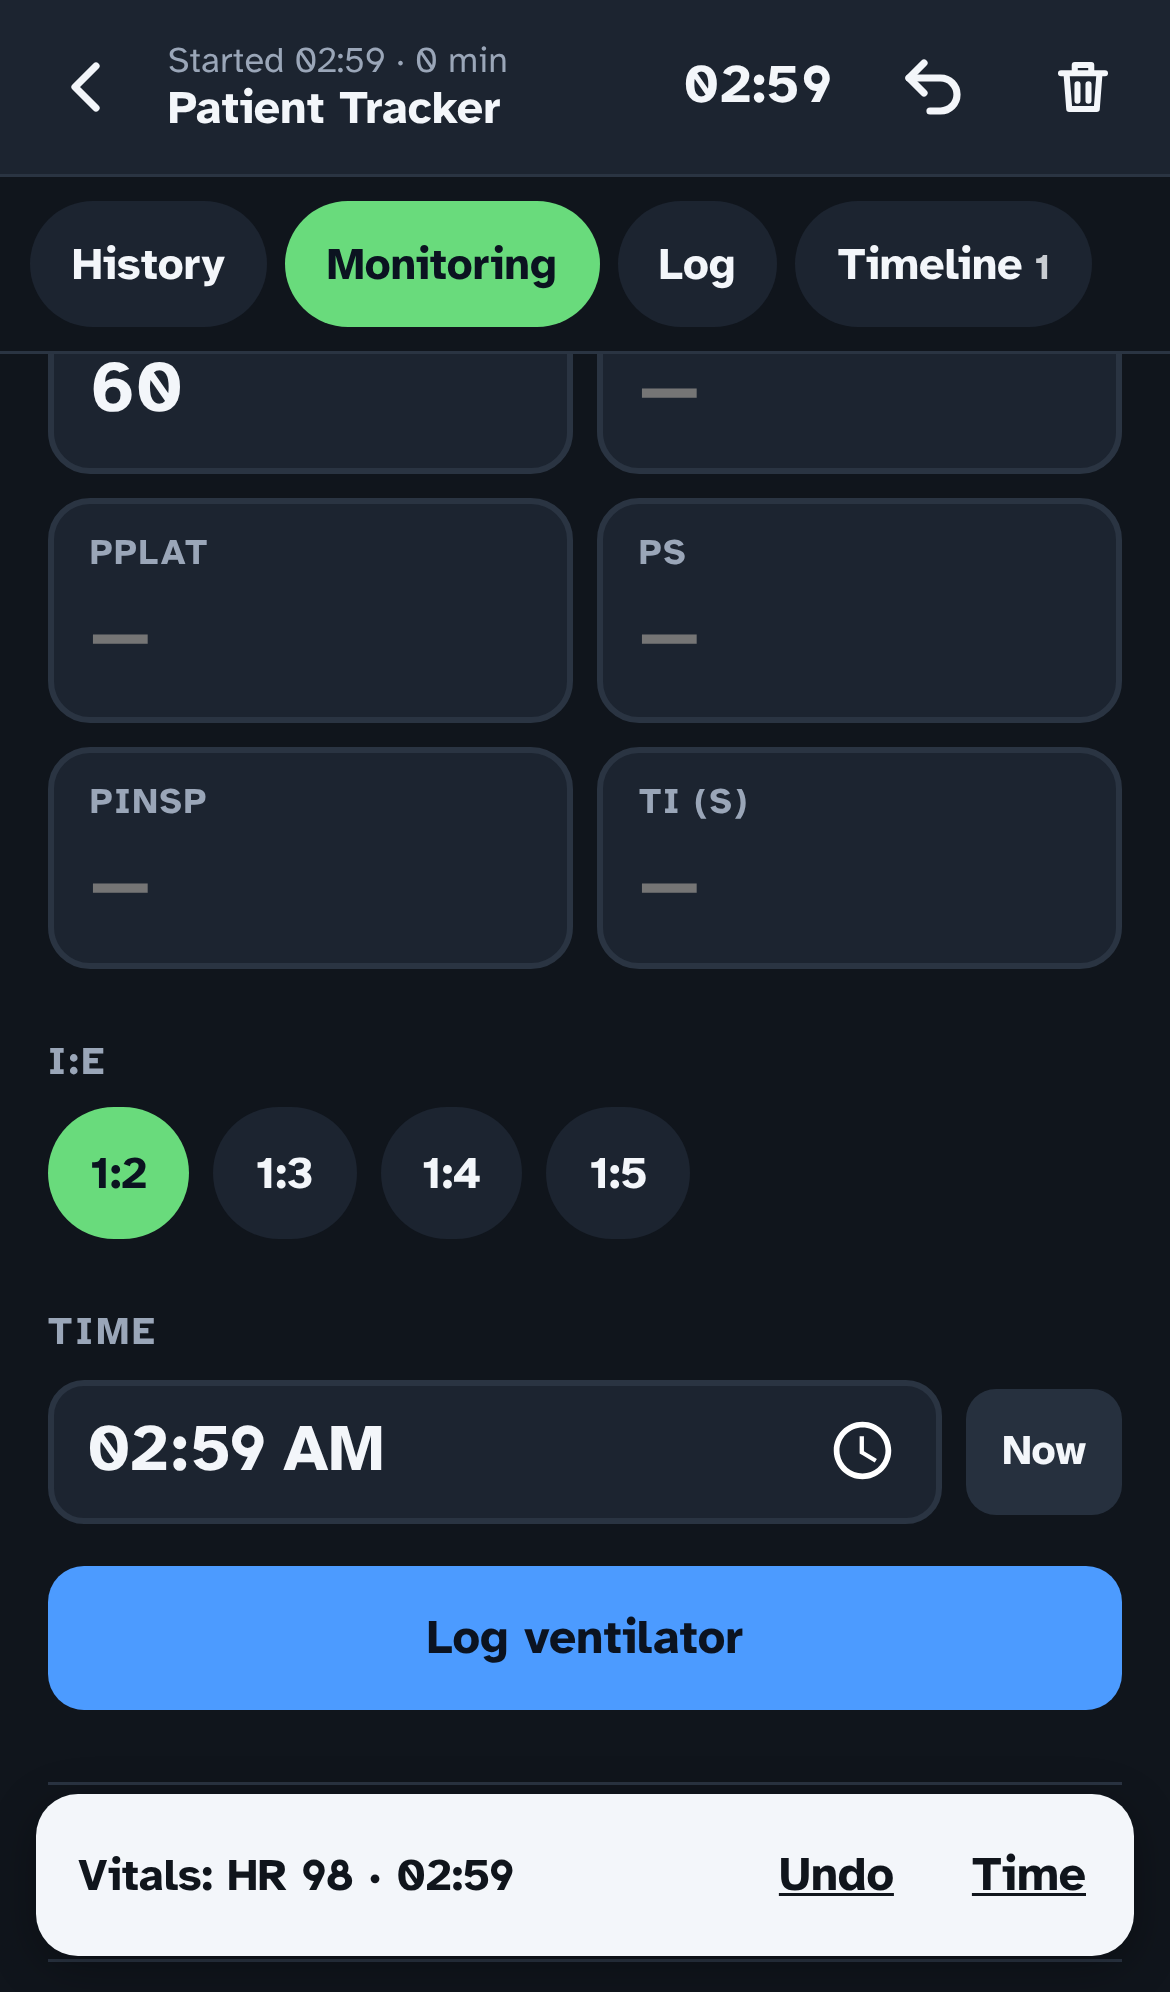 Started 02:59 · 0 min
Patient Tracker
02:59
History
Monitoring
Log
Timeline 1
60
—
PPLAT
—
PS
—
PINSP
—
TI (S)
—
I:E
1:2
1:3
1:4
1:5
TIME
02:59 AM
Now
Log ventilator
Vitals: HR 98 · 02:59
Undo
Time